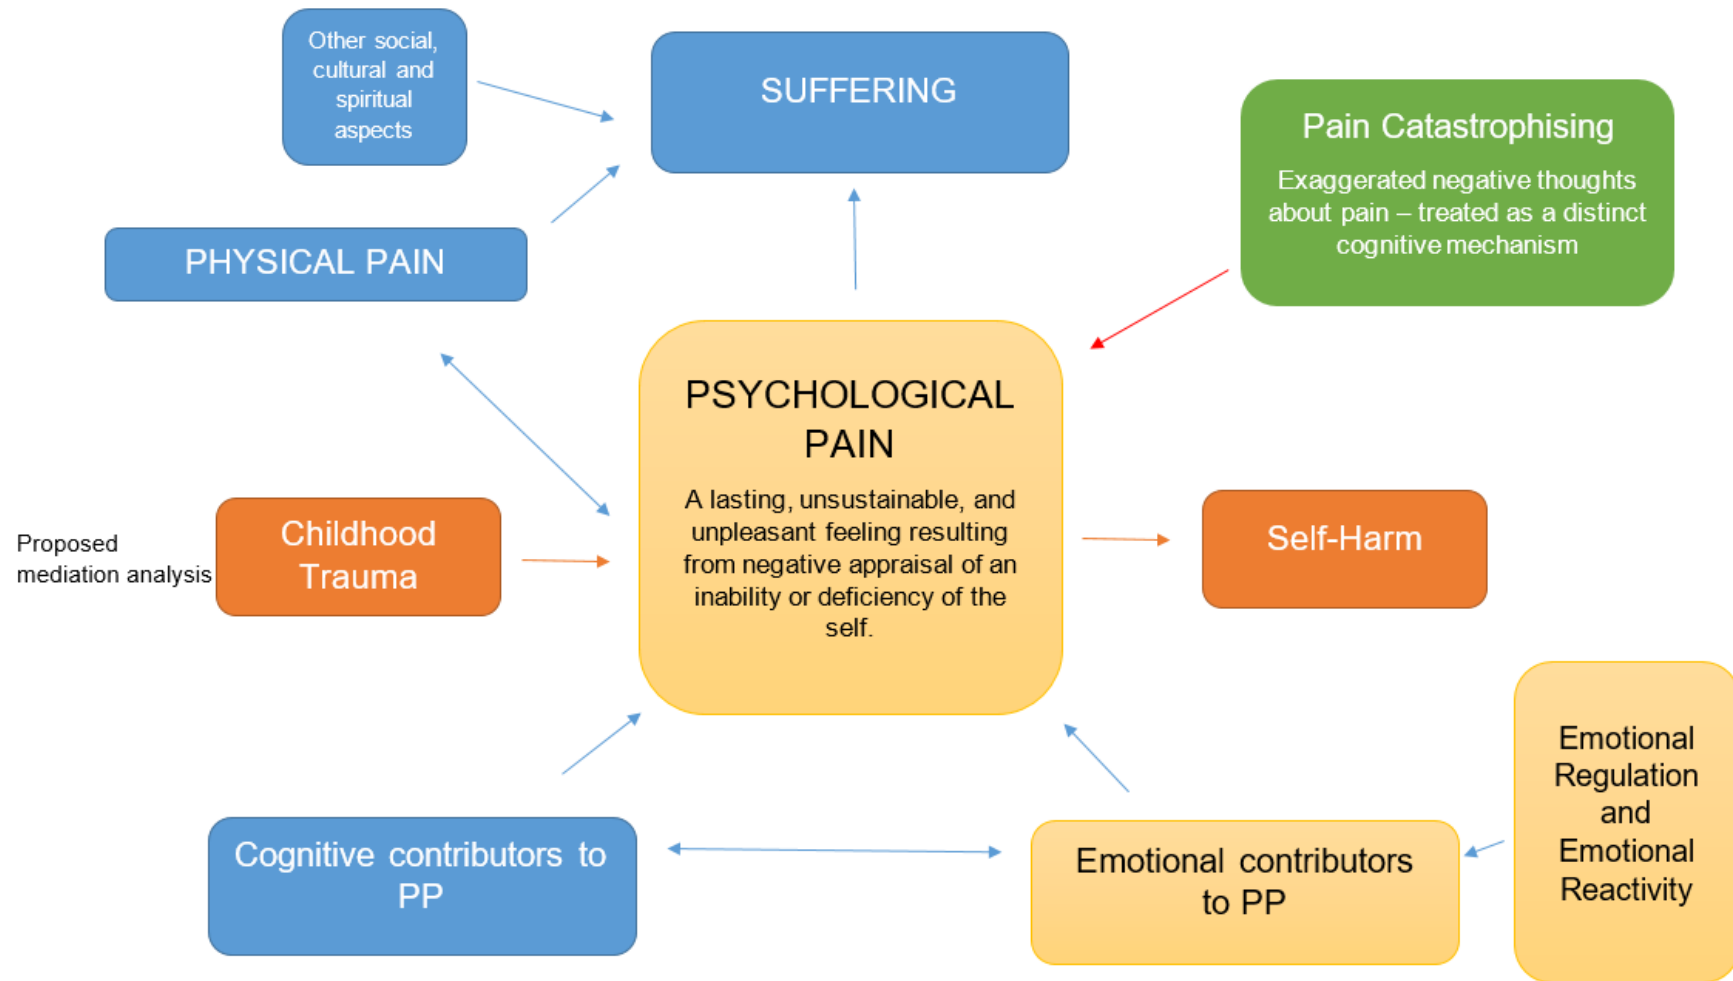 Other social,
cultural and
spiritual
aspects
SUFFERING
Pain Catastrophising
Exaggerated negative thoughts
about pain – treated as a distinct
cognitive mechanism
PHYSICAL PAIN
PSYCHOLOGICAL
PAIN
A lasting, unsustainable, and
unpleasant feeling resulting
from negative appraisal of an
inability or deficiency of the
self.
Proposed
mediation analysis
Childhood
Trauma
Self-Harm
Cognitive contributors to
PP
Emotional contributors
to PP
Emotional
Regulation
and
Emotional
Reactivity